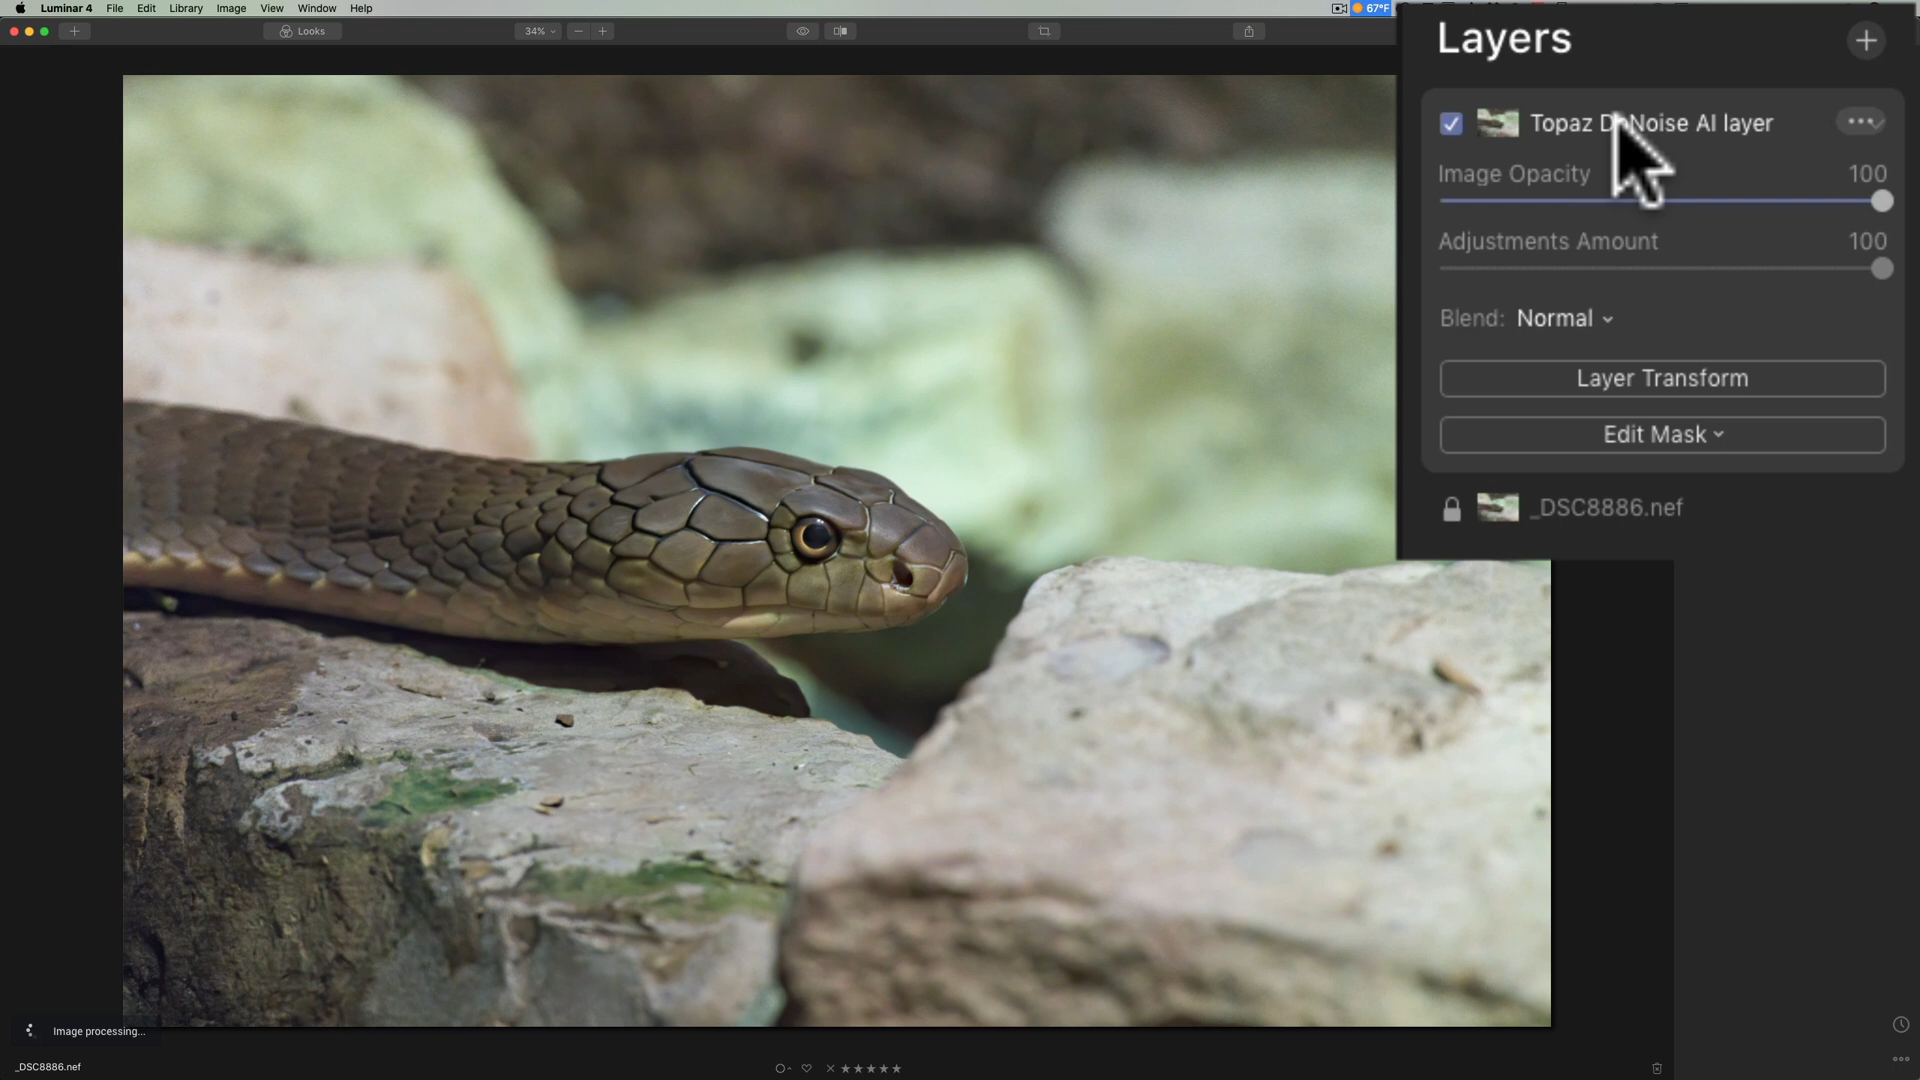 Luminar 4 File Edit Library Image View Window Help
67°F
Looks
34%
Layers
Topaz DeNoise AI layer
Image Opacity 100
Adjustments Amount 100
Blend: Normal
Layer Transform
Edit Mask
_DSC8886.nef
Image processing...
_DSC8886.nef